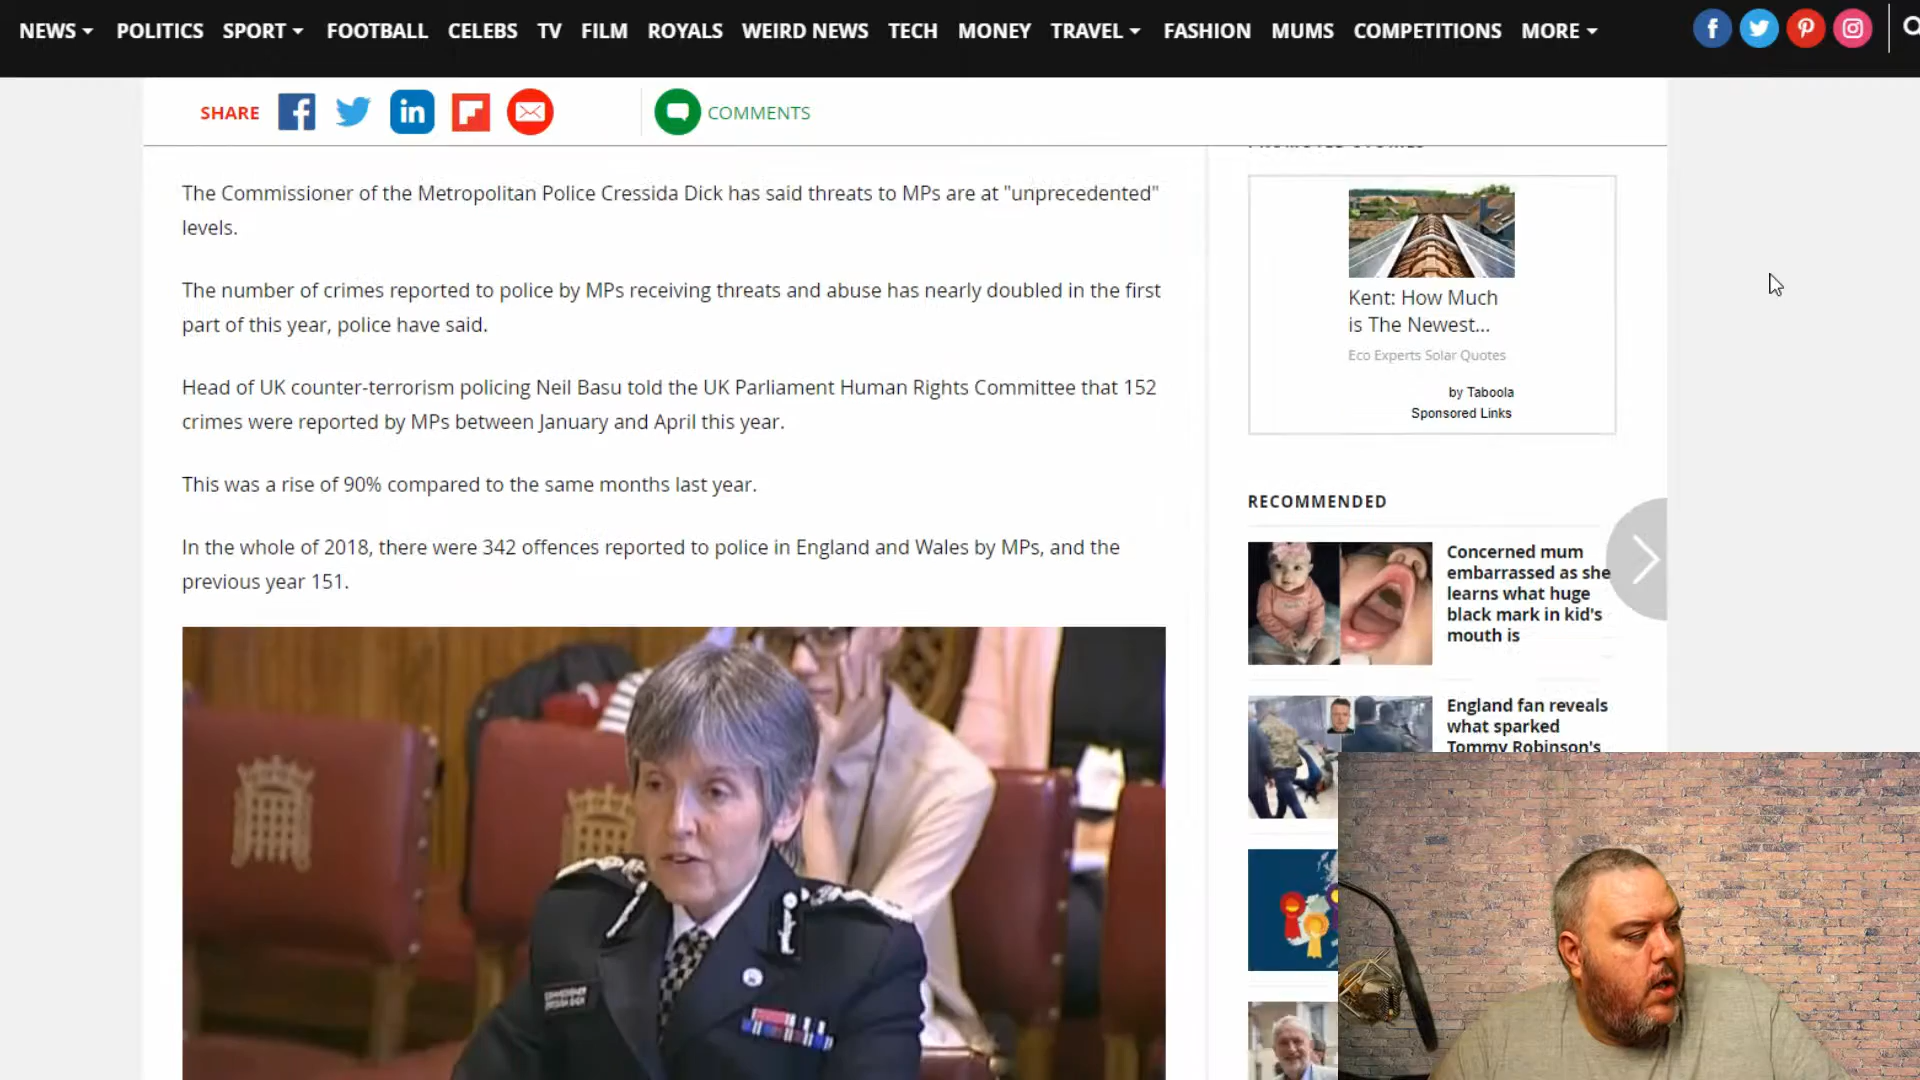 NEWS POLITICS SPORT FOOTBALL CELEBS TV FILM ROYALS WEIRD NEWS TECH MONEY TRAVEL FASHION MUMS COMPETITIONS MORE
SHARE
COMMENTS
The Commissioner of the Metropolitan Police Cressida Dick has said threats to MPs are at "unprecedented"
levels.
The number of crimes reported to police by MPs receiving threats and abuse has nearly doubled in the first
part of this year, police have said.
Head of UK counter-terrorism policing Neil Basu told the UK Parliament Human Rights Committee that 152
crimes were reported by MPs between January and April this year.
This was a rise of 90% compared to the same months last year.
In the whole of 2018, there were 342 offences reported to police in England and Wales by MPs, and the
previous year 151.
Kent: How Much
is The Newest...
Eco Experts Solar Quotes
by Taboola
Sponsored Links
RECOMMENDED
Concerned mum
embarrassed as she
learns what huge
black mark in kid's
mouth is
England fan reveals
what sparked
Tommy Robinson's